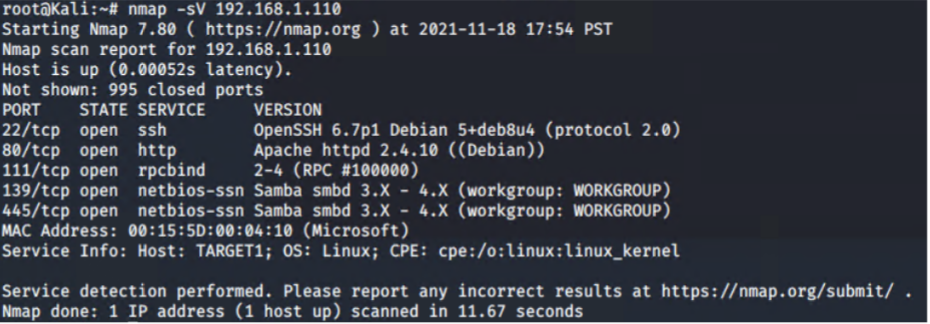 root@Kali:~# nmap -sV 192.168.1.110
Starting Nmap 7.80 ( https://nmap.org ) at 2021-11-18 17:54 PST
Nmap scan report for 192.168.1.110
Host is up (0.00052s latency).
Not shown: 995 closed ports
PORT    STATE SERVICE     VERSION
22/tcp  open  ssh         OpenSSH 6.7p1 Debian 5+deb8u4 (protocol 2.0)
80/tcp  open  http        Apache httpd 2.4.10 ((Debian))
111/tcp open  rpcbind     2-4 (RPC #100000)
139/tcp open  netbios-ssn Samba smbd 3.X - 4.X (workgroup: WORKGROUP)
445/tcp open  netbios-ssn Samba smbd 3.X - 4.X (workgroup: WORKGROUP)
MAC Address: 00:15:5D:00:04:10 (Microsoft)
Service Info: Host: TARGET1; OS: Linux; CPE: cpe:/o:linux:linux_kernel
Service detection performed. Please report any incorrect results at https://nmap.org/submit/ .
Nmap done: 1 IP address (1 host up) scanned in 11.67 seconds